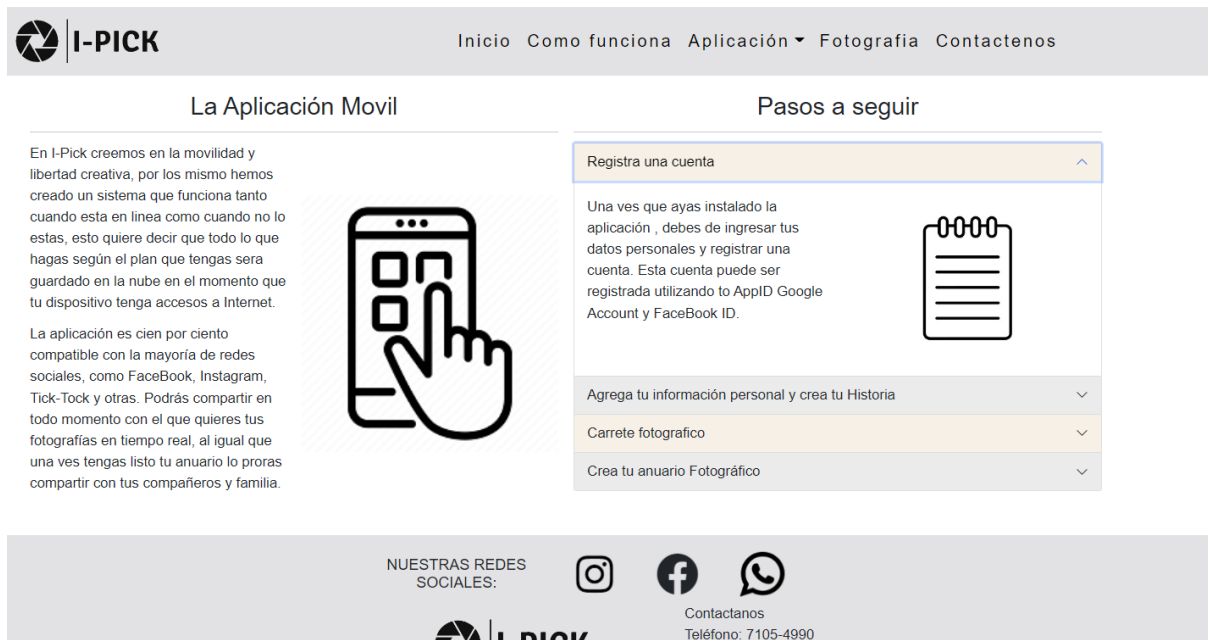 I-PICK
Inicio Como funciona Aplicación Fotografia Contactenos
La Aplicación Movil
En I-Pick creemos en la movilidad y
libertad creativa, por los mismo hemos
creado un sistema que funciona tanto
cuando esta en linea como cuando no lo
estas, esto quiere decir que todo lo que
hagas según el plan que tengas sera
guardado en la nube en el momento que
tu dispositivo tenga accesos a Internet.
La aplicación es cien por ciento
compatible con la mayoría de redes
sociales, como FaceBook, Instagram,
Tick-Tock y otras. Podrás compartir en
todo momento con el que quieres tus
fotografías en tiempo real, al igual que
una ves tengas listo tu anuario lo proras
compartir con tus compañeros y familia.
Pasos a seguir
Registra una cuenta
Una ves que ayas instalado la
aplicación , debes de ingresar tus
datos personales y registrar una
cuenta. Esta cuenta puede ser
registrada utilizando to AppID Google
Account y FaceBook ID.
Agrega tu información personal y crea tu Historia
Carrete fotografico
Crea tu anuario Fotográfico
NUESTRAS REDES
SOCIALES:
I-PICK
Contactanos
Teléfono: 7105-4990